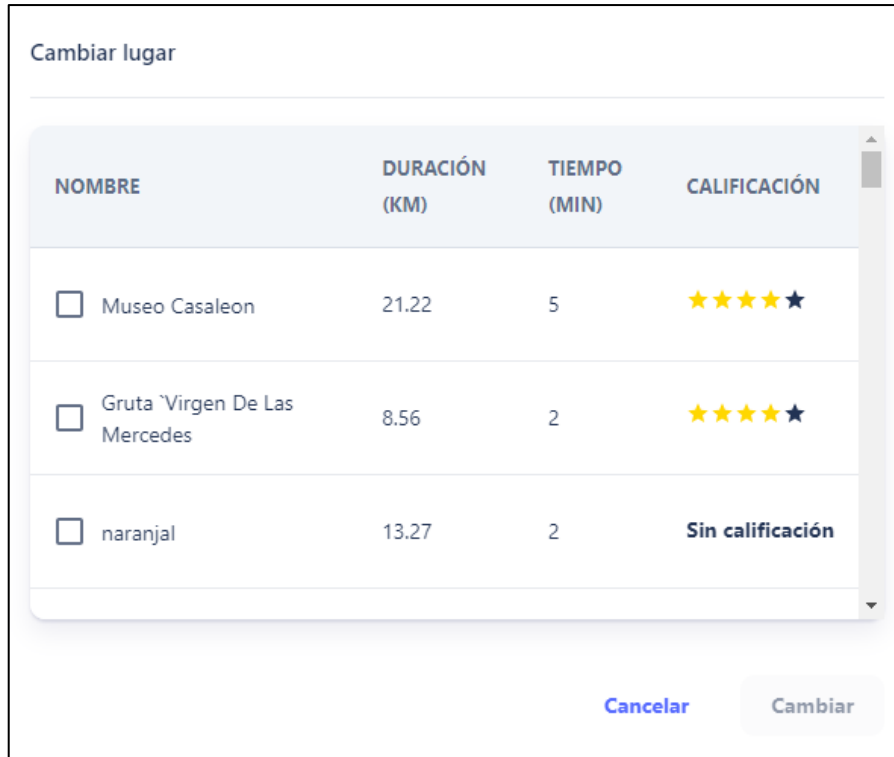 Cambiar lugar
NOMBRE
DURACIÓN
(KM)
TIEMPO
(MIN)
CALIFICACIÓN
Museo Casaleon
21.22
5
Gruta `Virgen De Las
Mercedes
8.56
2
naranjal
13.27
2
Sin calificación
Cancelar
Cambiar